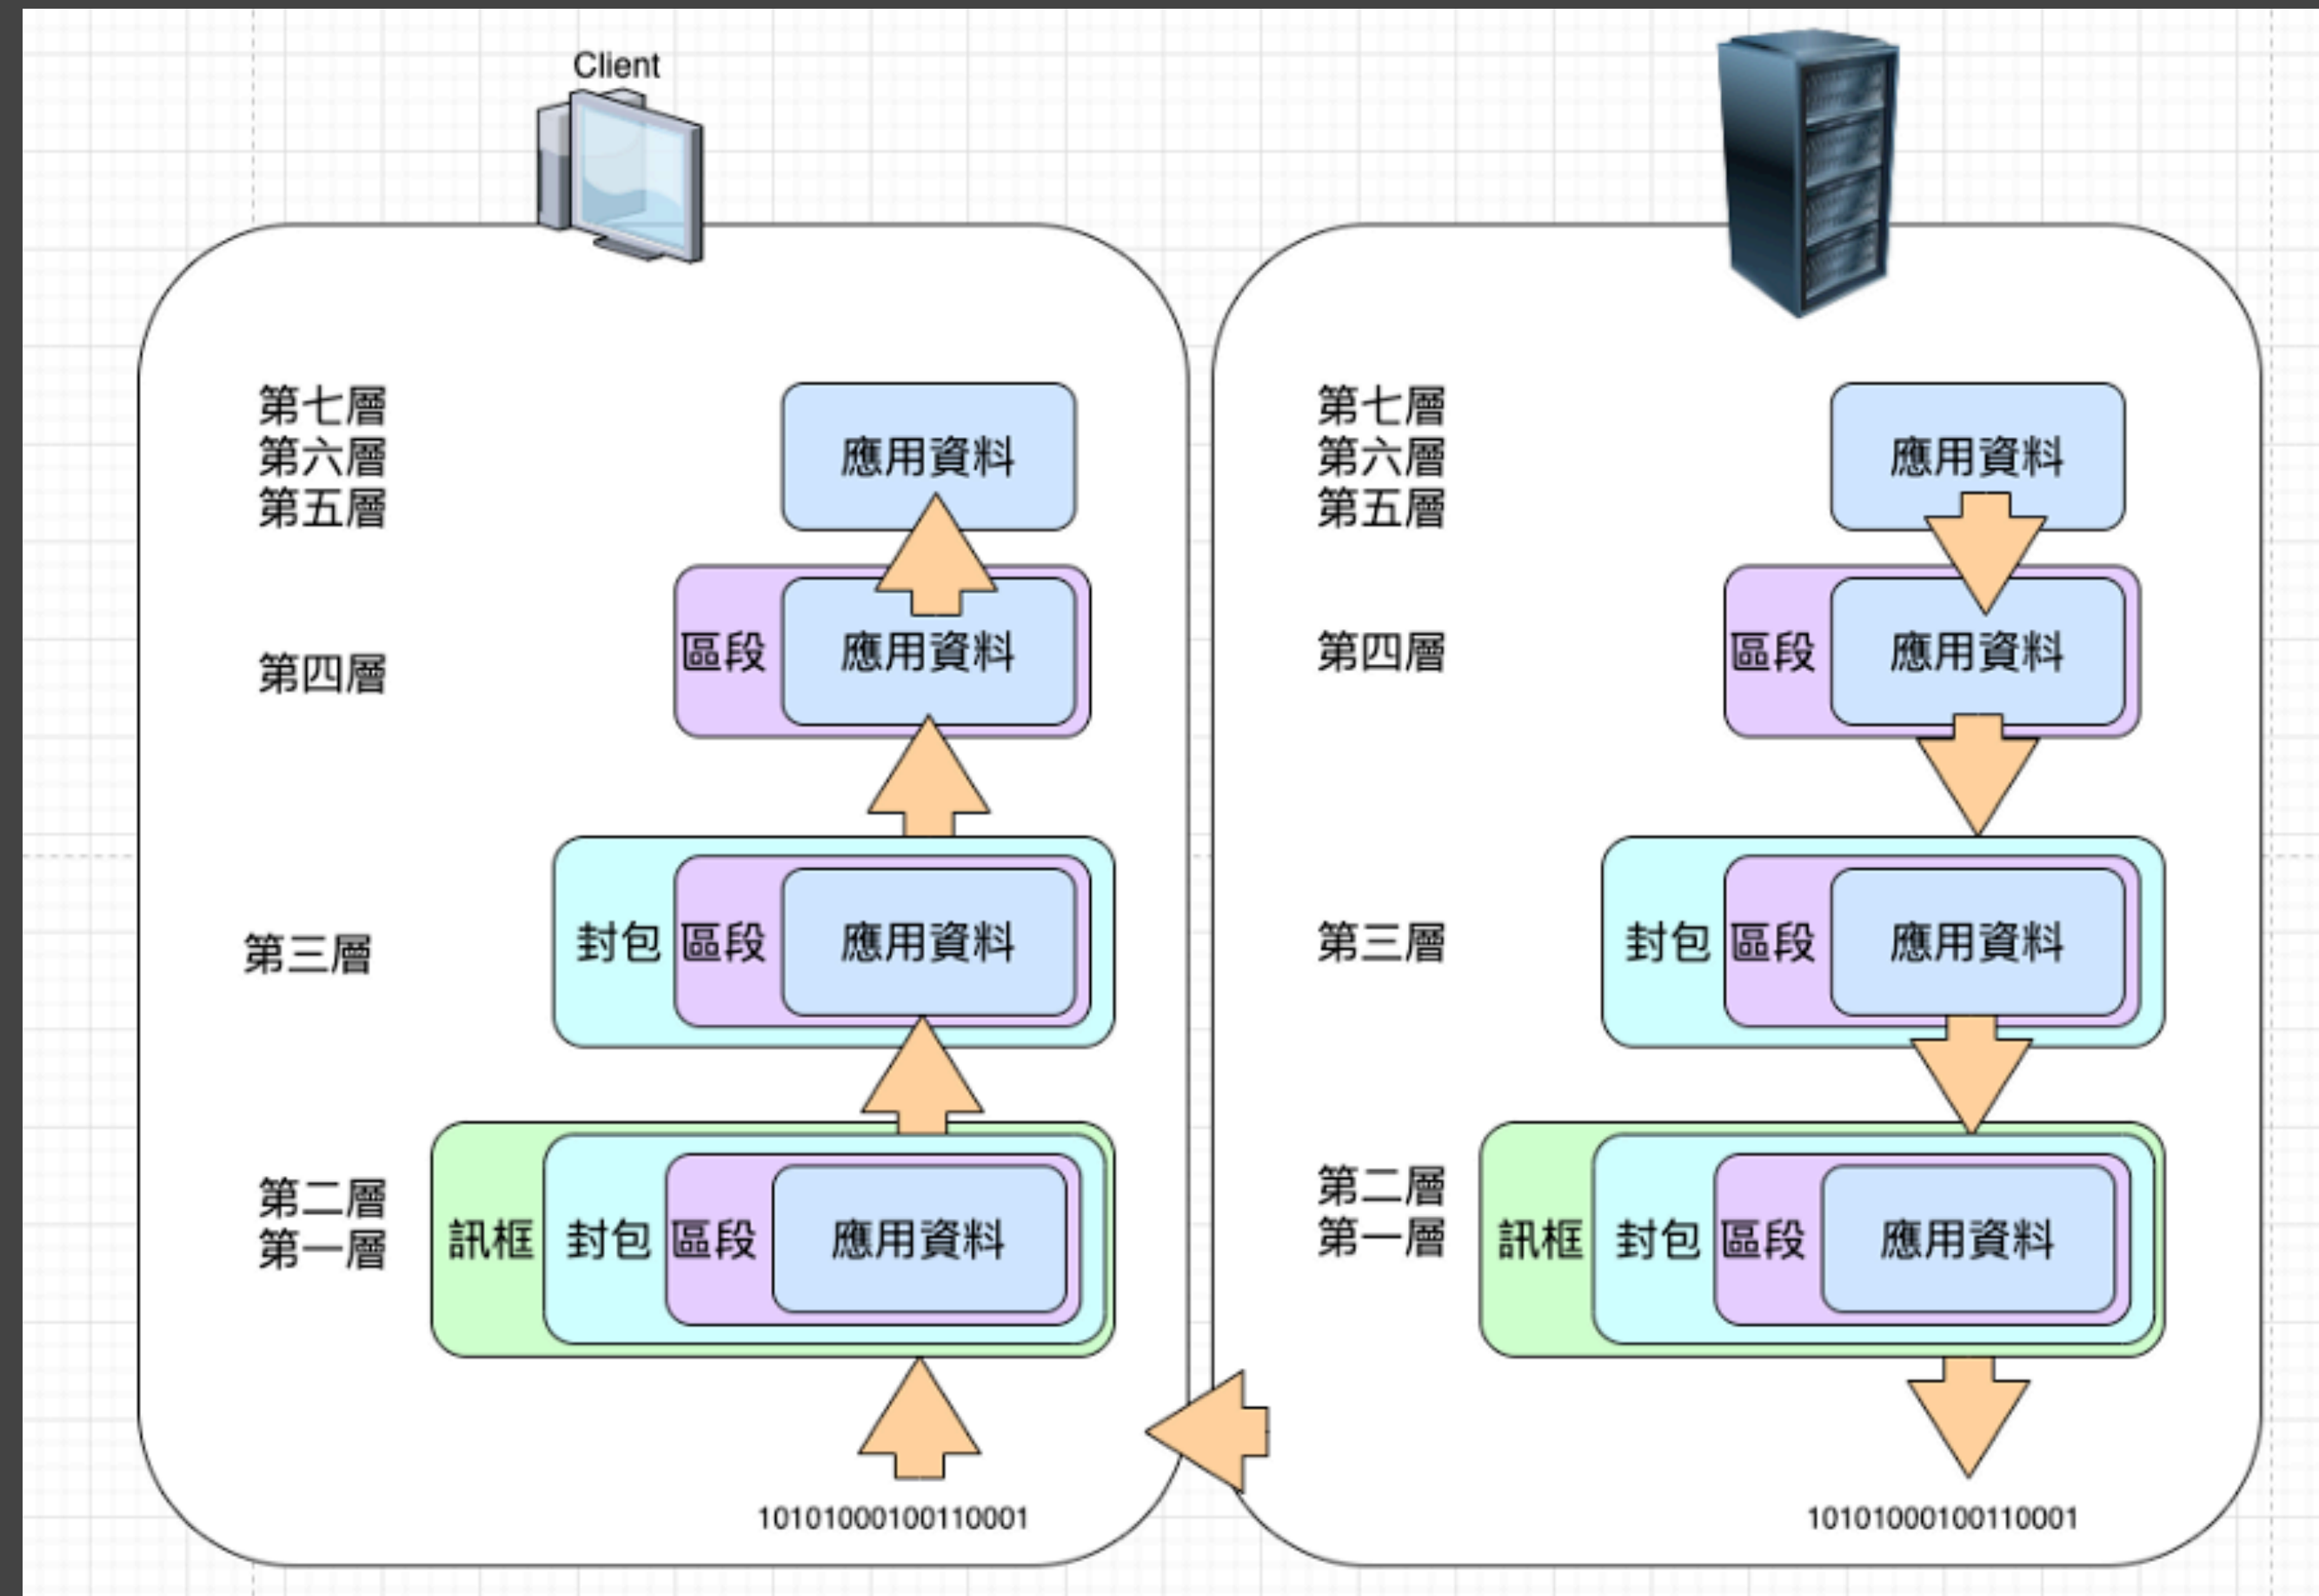 Client
第七層
第六層
第五層
應用資料
第四層
區段
應用資料
第三層
封包
區段
應用資料
第二層
第一層
訊框
封包
區段
應用資料
10101000100110001
第七層
第六層
第五層
應用資料
第四層
區段
應用資料
第三層
封包
區段
應用資料
第二層
第一層
訊框
封包
區段
應用資料
10101000100110001